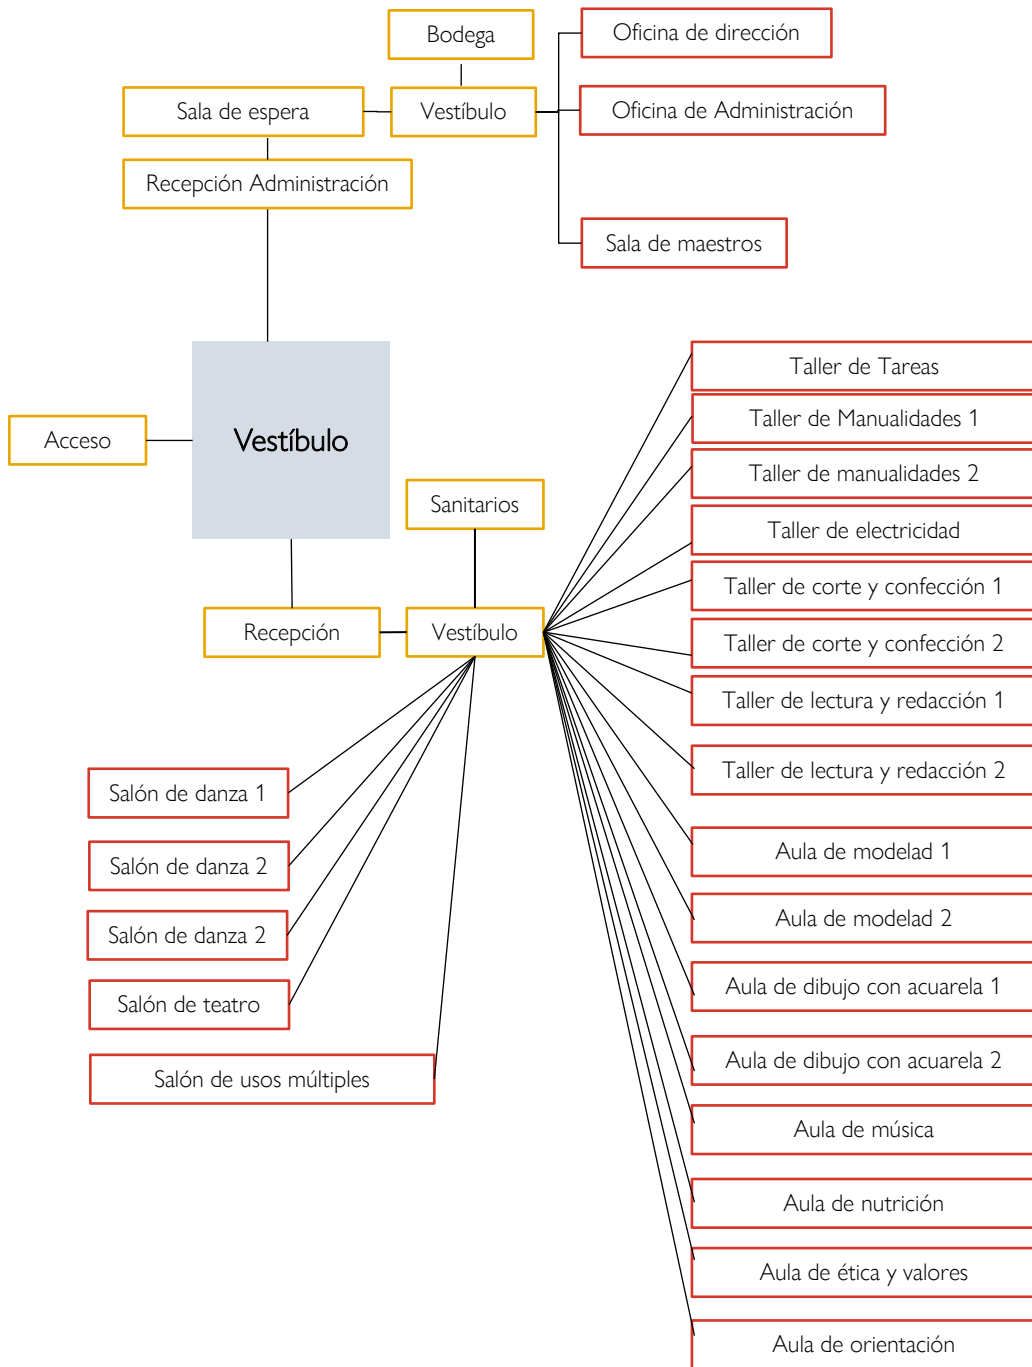 Bodega
Oficina de dirección
Sala de espera
Vestíbulo
Oficina de Administración
Recepción Administración
Sala de maestros
Vestíbulo
Acceso
Sanitarios
Recepción
Vestíbulo
Taller de Tareas
Taller de Manualidades 1
Taller de manualidades 2
Taller de electricidad
Taller de corte y confección 1
Taller de corte y confección 2
Taller de lectura y redacción 1
Taller de lectura y redacción 2
Aula de modelad 1
Aula de modelad 2
Aula de dibujo con acuarela 1
Aula de dibujo con acuarela 2
Aula de música
Aula de nutrición
Aula de ética y valores
Aula de orientación
Salón de danza 1
Salón de danza 2
Salón de danza 2
Salón de teatro
Salón de usos múltiples